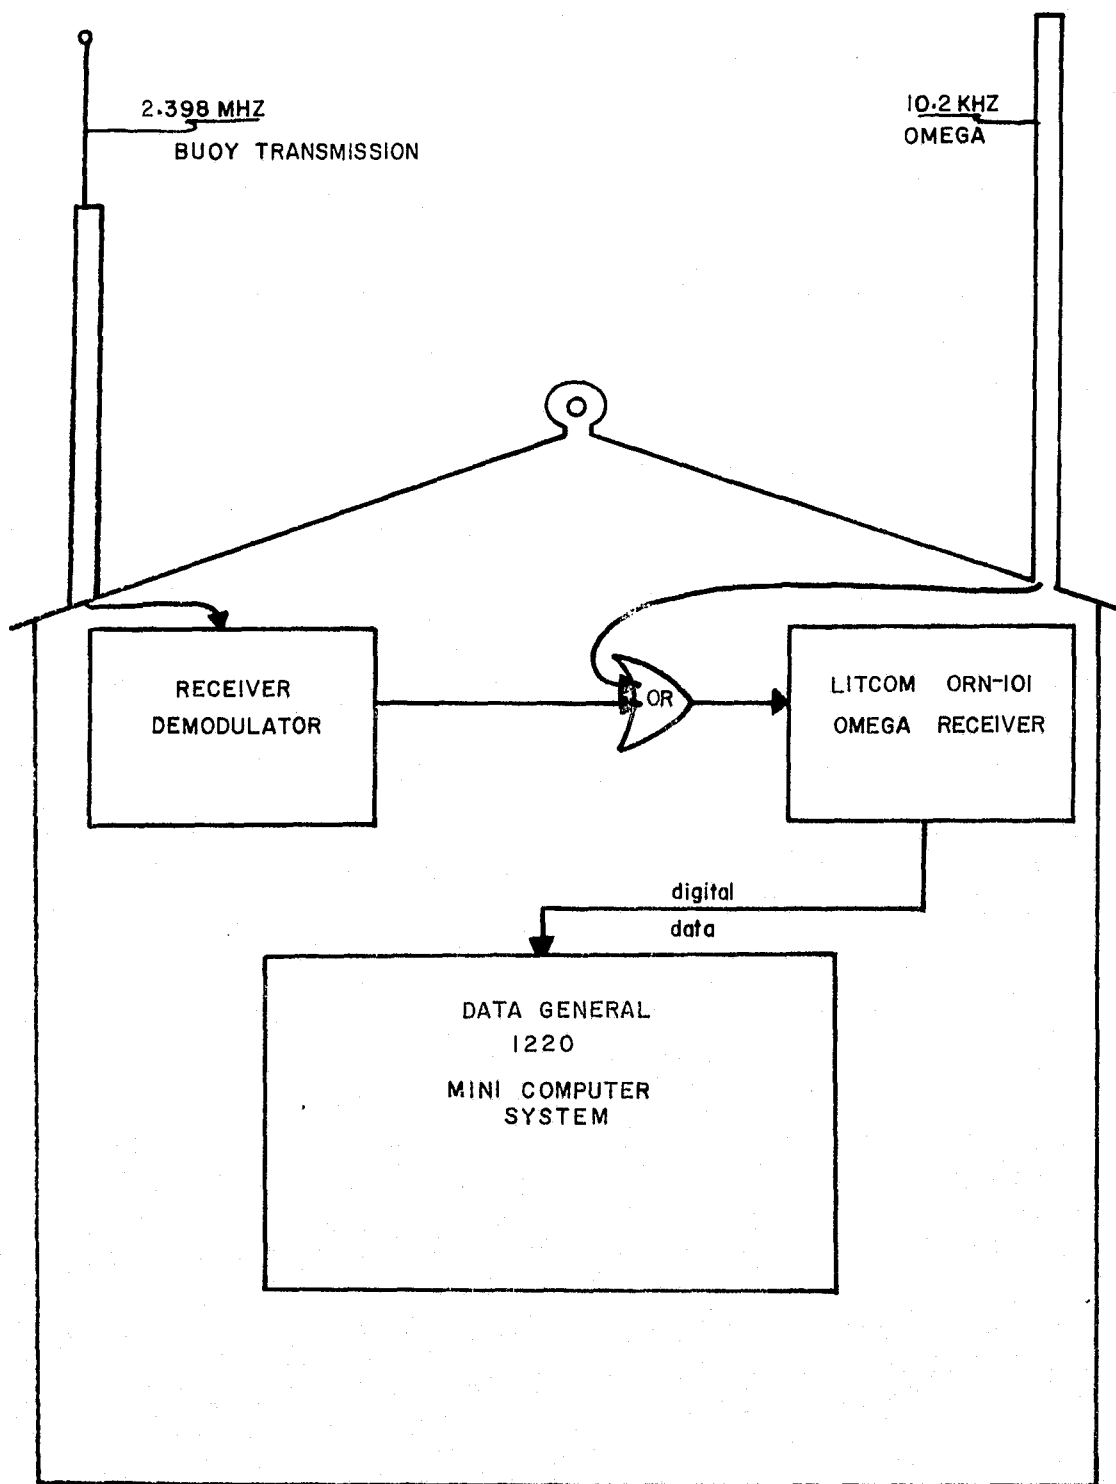 2.398 MHZ
BUOY TRANSMISSION
10.2 KHZ
OMEGA
RECEIVER
DEMODULATOR
OR
LITCOM ORN-101
OMEGA RECEIVER
digital
data
DATA GENERAL
1220
MINI COMPUTER
SYSTEM